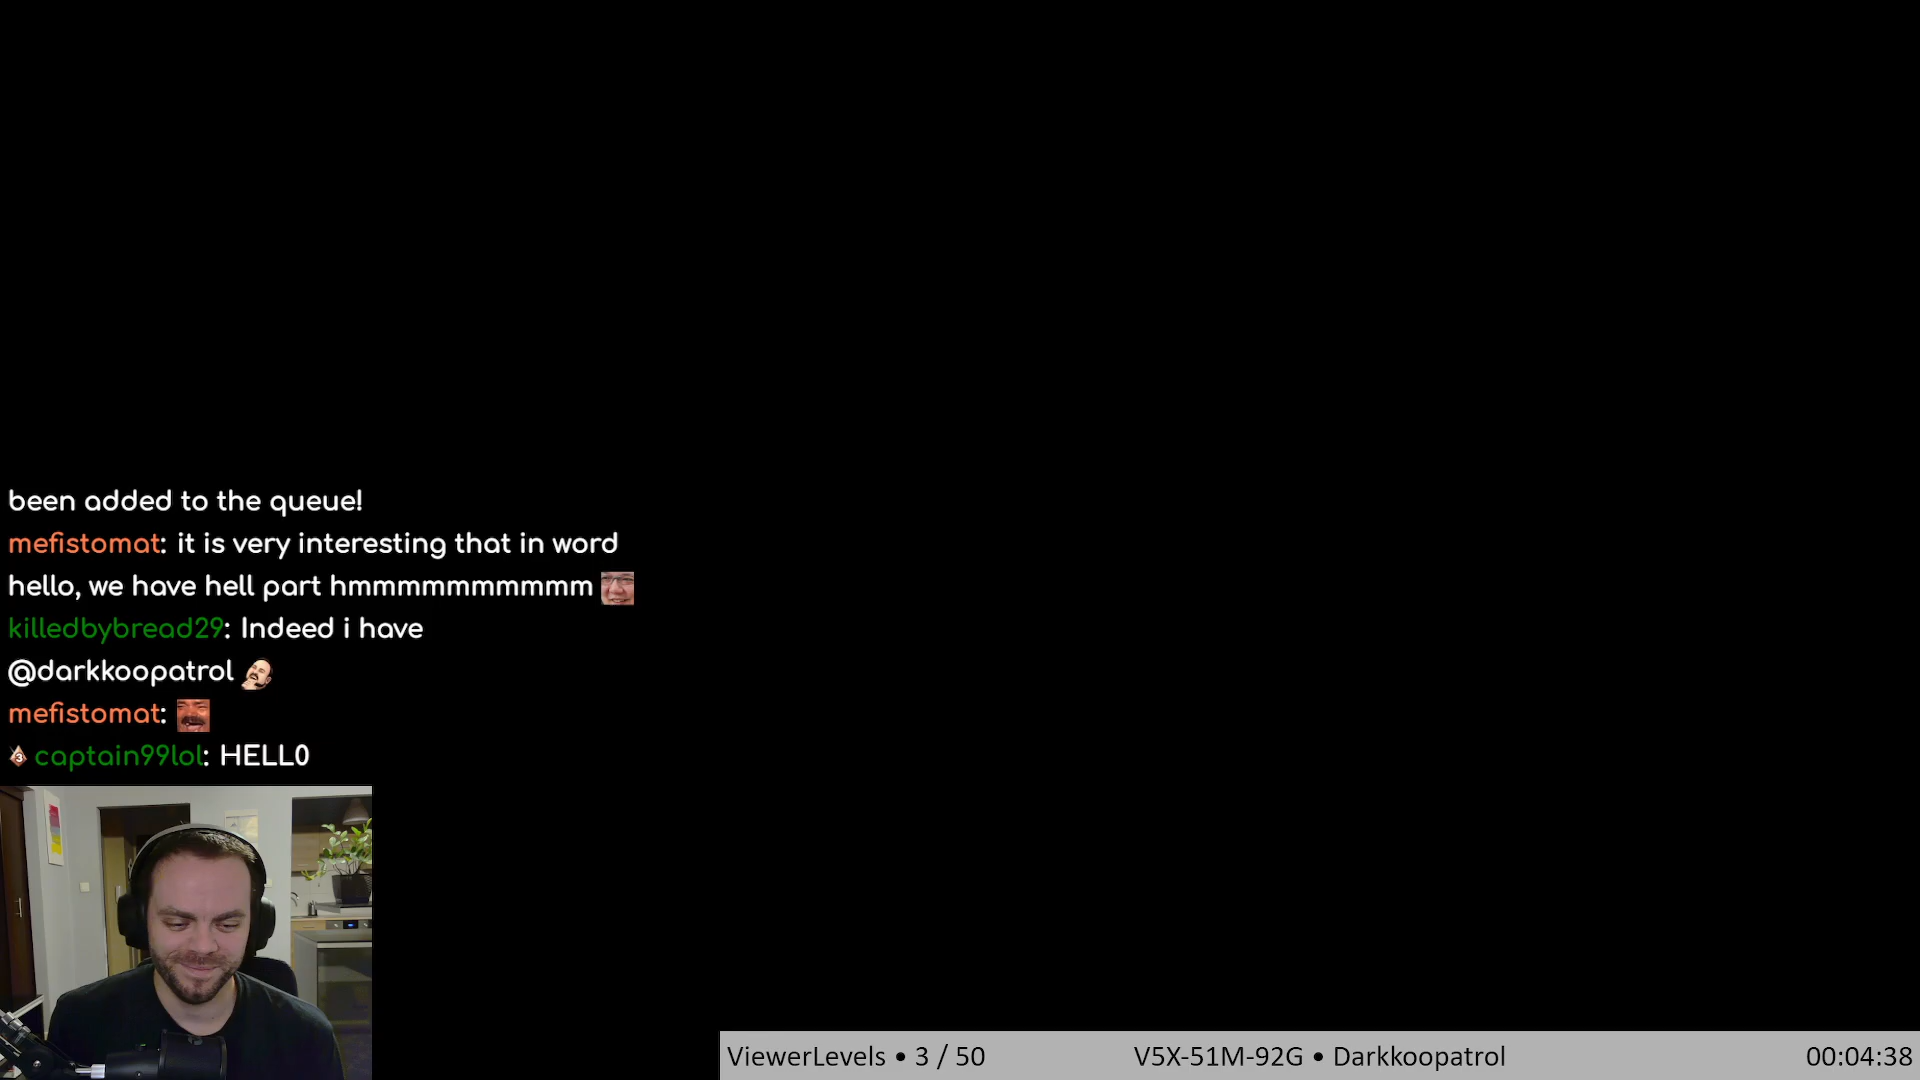 been added to the queue!
mefistomat: it is very interesting that in word
hello, we have hell part hmmmmmmmmmm
killedbybread29: Indeed i have
@darkkoopatrol
mefistomat:
captain99lol: HELL0
ViewerLevels • 3 / 50 V5X-51M-92G • Darkkoopatrol 00:04:38